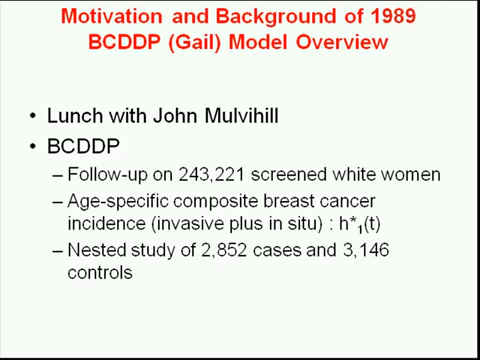 Motivation and Background of 1989
BCDDP (Gail) Model Overview
• Lunch with John Mulvihill
• BCDDP
– Follow-up on 243,221 screened white women
– Age-specific composite breast cancer
incidence (invasive plus in situ) : h*₁(t)
– Nested study of 2,852 cases and 3,146
controls